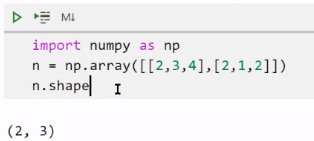 M↓
import numpy as np
n = np.array([[2,3,4],[2,1,2]])
n.shape
(2, 3)